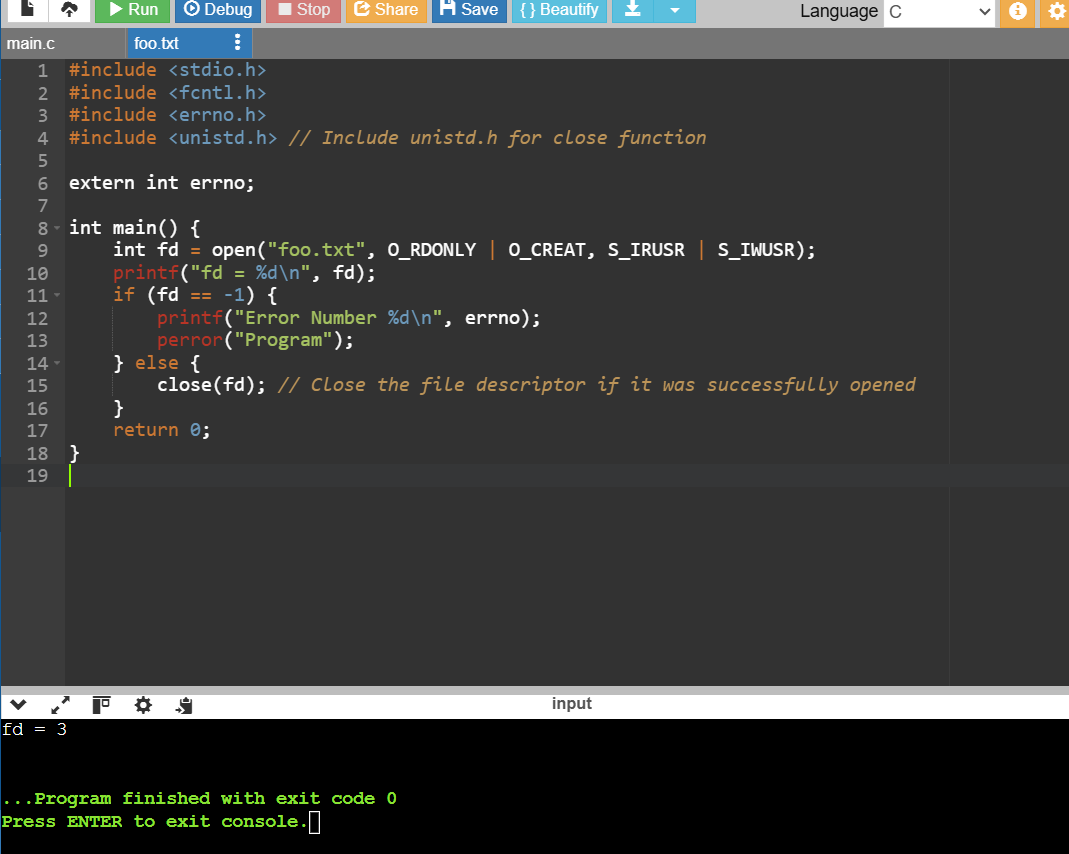 Run Debug Stop Share Save { } Beautify Language C
main.c foo.txt
1 #include <stdio.h>
2 #include <fcntl.h>
3 #include <errno.h>
4 #include <unistd.h> // Include unistd.h for close function
5
6 extern int errno;
7
8 int main() {
9     int fd = open("foo.txt", O_RDONLY | O_CREAT, S_IRUSR | S_IWUSR);
10     printf("fd = %d\n", fd);
11     if (fd == -1) {
12         printf("Error Number %d\n", errno);
13         perror("Program");
14     } else {
15         close(fd); // Close the file descriptor if it was successfully opened
16     }
17     return 0;
18 }
19
input
fd = 3
...Program finished with exit code 0
Press ENTER to exit console.